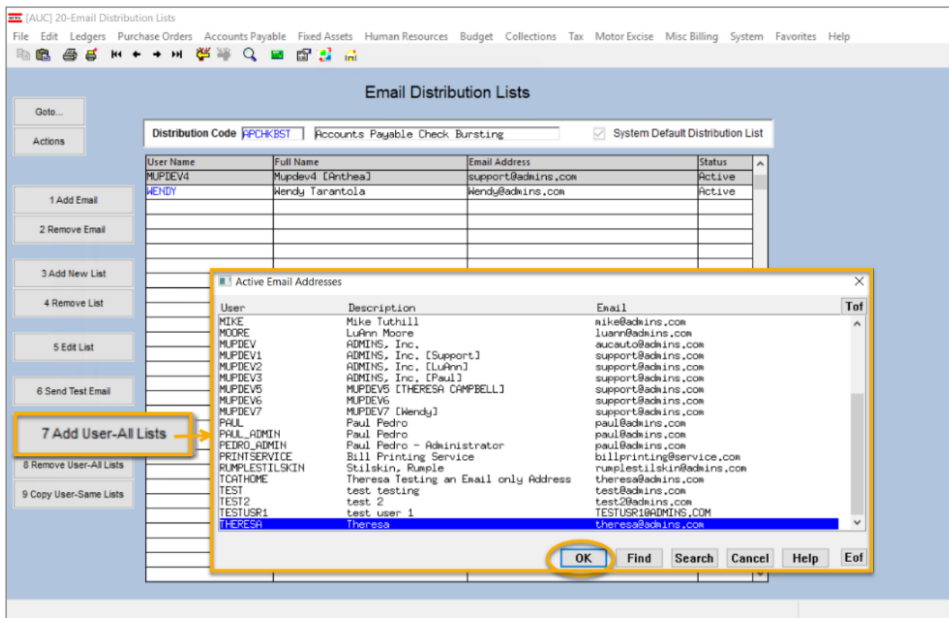 [AUC] 20-Email Distribution Lists
File Edit Ledgers Purchase Orders Accounts Payable Fixed Assets Human Resources Budget Collections Tax Motor Excise Misc Billing System Favorites Help
Email Distribution Lists
Goto...
Actions
Distribution Code APCHKBST Accounts Payable Check Bursting System Default Distribution List
User Name Full Name Email Address Status
MUPDEV4 Mupdev4 [Anthea] support@admins.com Active
WENDY Wendy Tarantola Wendy@admins.com Active
1 Add Email
2 Remove Email
3 Add New List
4 Remove List
5 Edit List
6 Send Test Email
7 Add User-All Lists
8 Remove User-All Lists
9 Copy User-Same Lists
Active Email Addresses
User Description Email Tof
MIKE Mike Tuthill mike@admins.com
MOORE LuAnn Moore luann@admins.com
MUPDEV ADMINS, Inc. aucauto@admins.com
MUPDEV1 ADMINS, Inc. [Support] support@admins.com
MUPDEV2 ADMINS, Inc. [LuAnn] support@admins.com
MUPDEV3 ADMINS, Inc. [Paul] support@admins.com
MUPDEV5 MUPDEV5 [THERESA CAMPBELL] support@admins.com
MUPDEV6 MUPDEV6 support@admins.com
MUPDEV7 MUPDEV7 [Wendy] support@admins.com
PAUL Paul Pedro paul@admins.com
PAUL_ADMIN Paul Pedro paul@admins.com
PEDRO_ADMIN Paul Pedro - Administrator paul@admins.com
PRINTSERVICE Bill Printing Service billprinting@service.com
RUMPLESTILSKIN Stilskin, Rumple rumplestilskin@admins.com
TCATHOME Theresa Testing an Email only Address theresa@admins.com
TEST test testing test@admins.com
TEST2 test 2 test2@admins.com
TESTUSR1 test user 1 TESTUSR1@ADMINS.COM
THERESA Theresa theresa@admins.com
OK Find Search Cancel Help Eof